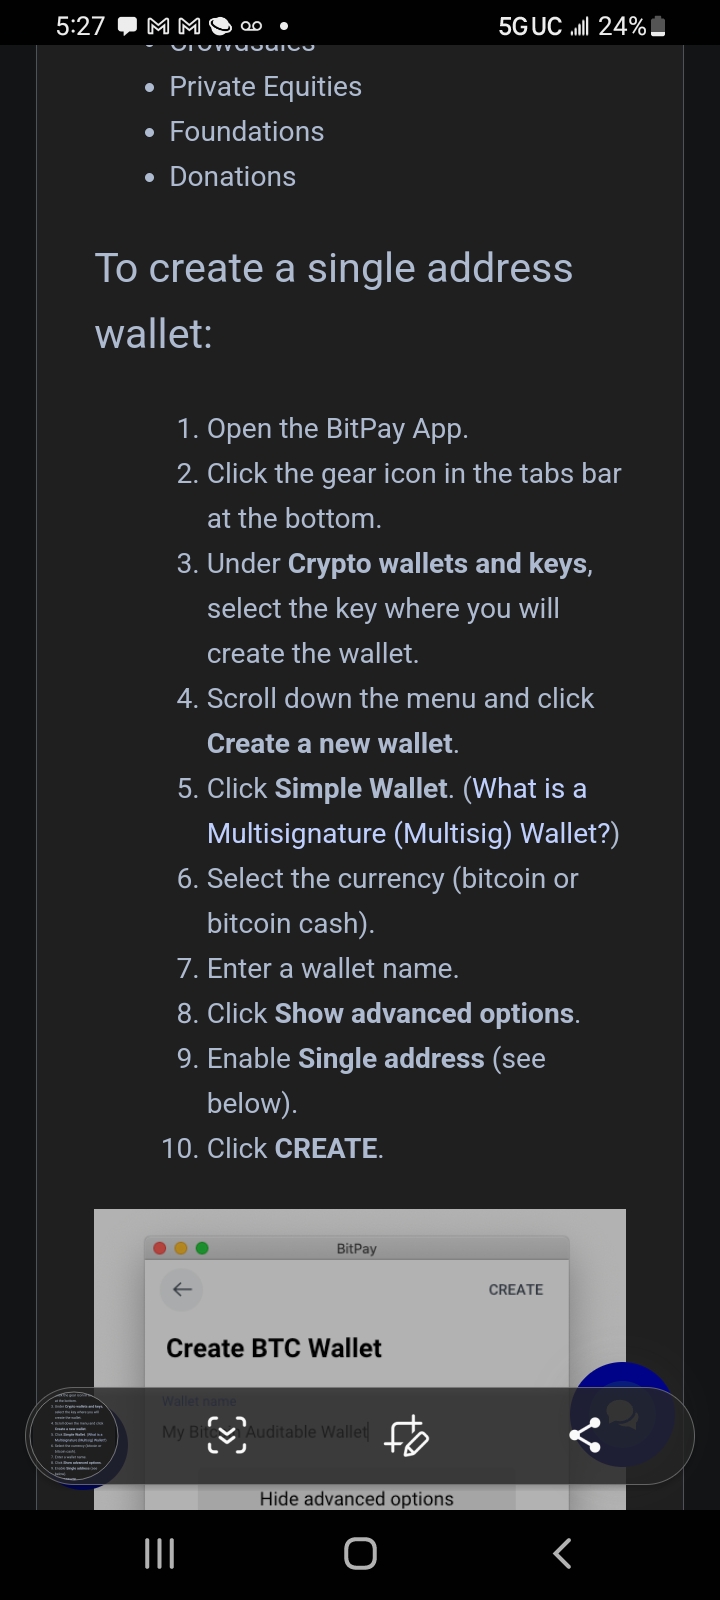 5:27
5G UC 24%
Crowdsales
Private Equities
Foundations
Donations
To create a single address
wallet:
1. Open the BitPay App.
2. Click the gear icon in the tabs bar
at the bottom.
3. Under Crypto wallets and keys,
select the key where you will
create the wallet.
4. Scroll down the menu and click
Create a new wallet.
5. Click Simple Wallet. (What is a
Multisignature (Multisig) Wallet?)
6. Select the currency (bitcoin or
bitcoin cash).
7. Enter a wallet name.
8. Click Show advanced options.
9. Enable Single address (see
below).
10. Click CREATE.
BitPay
CREATE
Create BTC Wallet
Wallet name
My Bitcoin Auditable Wallet
Hide advanced options